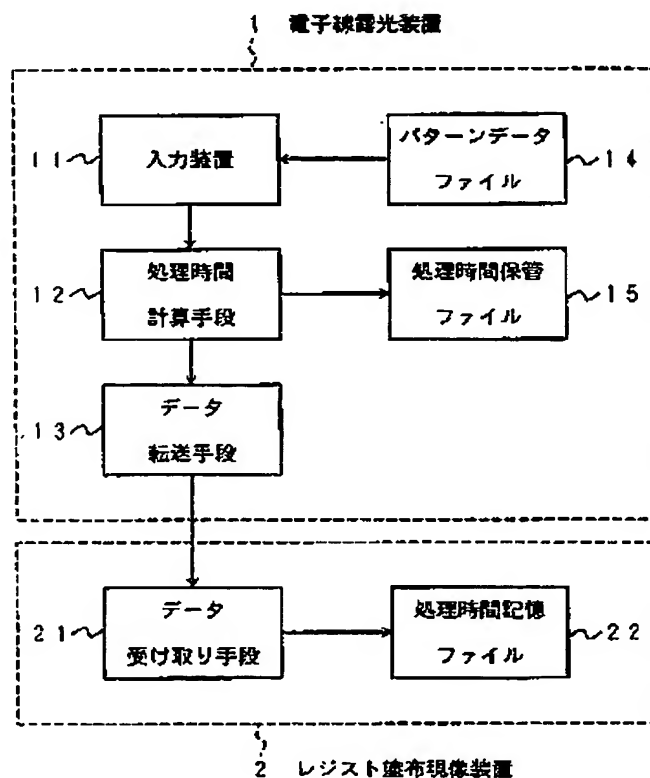 1 電子線露光装置
11 入力装置
パターンデータ
ファイル 14
12 処理時間
計算手段
処理時間保管
ファイル 15
13 データ
転送手段
21 データ
受け取り手段
処理時間記憶
ファイル 22
2 レジスト塗布現像装置